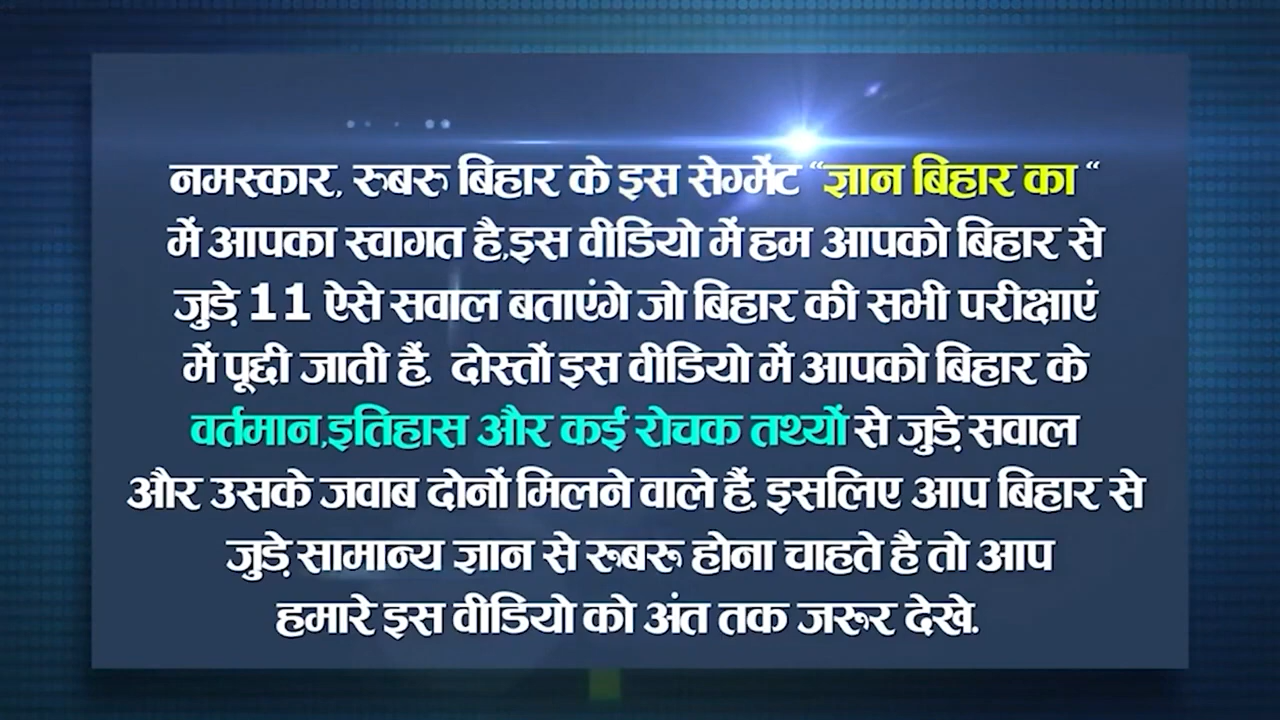 नमस्कार, रुबरु बिहार के इस सेग्मेंट “ज्ञान बिहार का “
में आपका स्वागत है,इस वीडियो में हम आपको बिहार से
जुड़े 11 ऐसे सवाल बताएंगे जो बिहार की सभी परीक्षाएं
में पूछी जाती हैं. दोस्तों इस वीडियो में आपको बिहार के
वर्तमान,इतिहास और कई रोचक तथ्यों से जुड़े सवाल
और उसके जवाब दोनों मिलने वाले हैं. इसलिए आप बिहार से
जुड़े सामान्य ज्ञान से रुबरु होना चाहते है तो आप
हमारे इस वीडियो को अंत तक जरूर देखे.